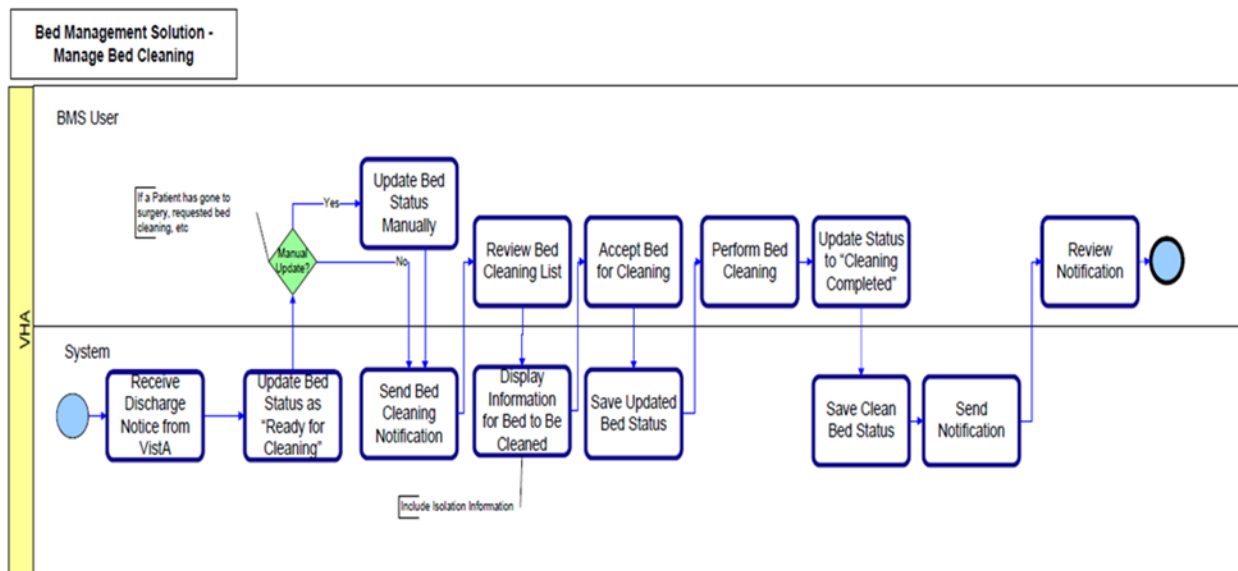 Bed Management Solution -
Manage Bed Cleaning
VHA
BMS User
If a Patient has gone to
surgery, requested bed
cleaning, etc
Manual
Update?
Yes
No
Update Bed
Status
Manually
Review Bed
Cleaning List
Accept Bed
for Cleaning
Perform Bed
Cleaning
Update Status
to “Cleaning
Completed”
Review
Notification
System
Receive
Discharge
Notice from
VistA
Update Bed
Status as
“Ready for
Cleaning”
Send Bed
Cleaning
Notification
Display
Information
for Bed to Be
Cleaned
Save Updated
Bed Status
Save Clean
Bed Status
Send
Notification
Include Isolation Information